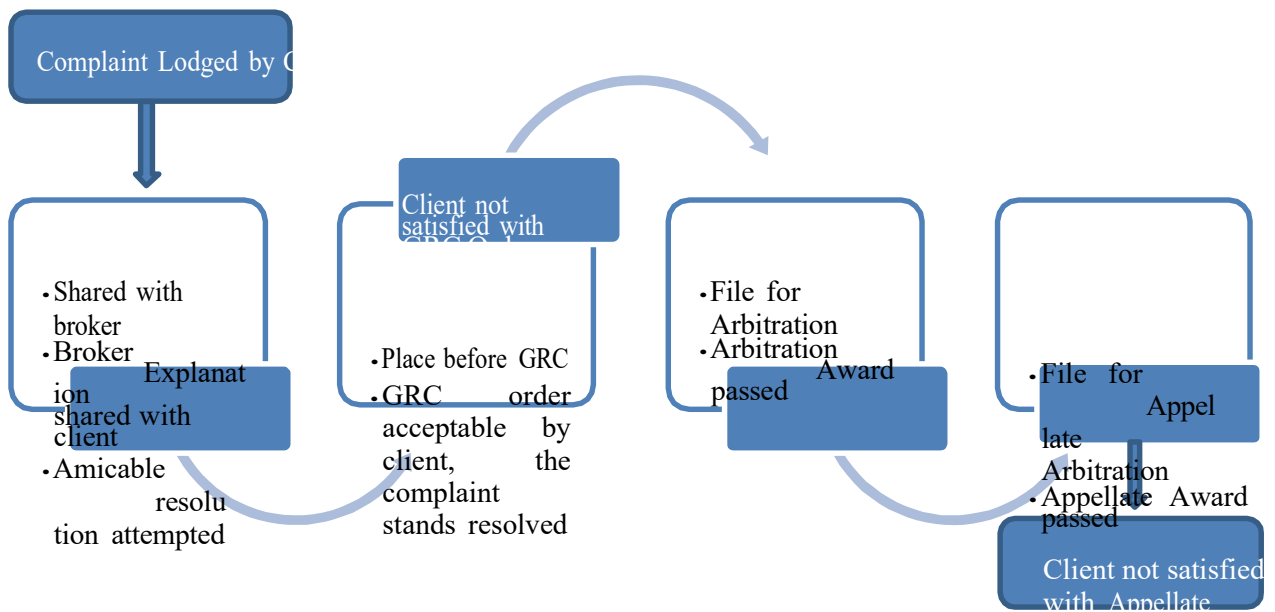 Complaint Lodged by
Client not
satisfied with
• Shared with
broker
• Broker Explanat
ion
shared with
client
• Amicable
resolu
tion attempted
• Place before GRC
• GRC order
acceptable by
client, the
complaint
stands resolved
• File for
Arbitration
• Arbitration Award
passed
• File for
Appel
late
Arbitration
• Appellate Award
passed
Client not satisfied
with Appellate